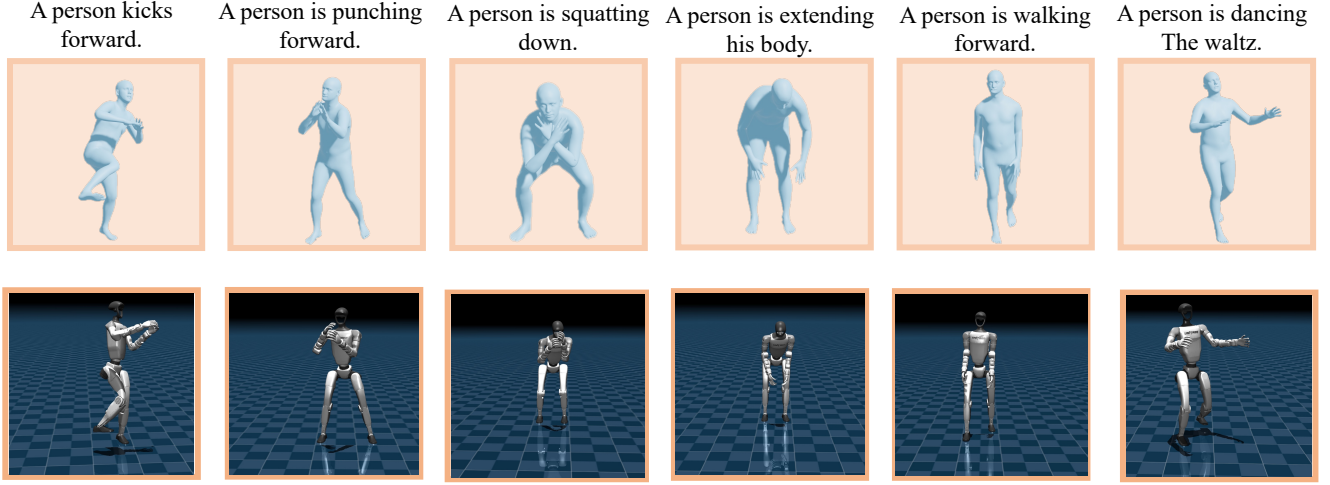 A person kicks
forward.
A person is punching
forward.
A person is squatting
down.
A person is extending
his body.
A person is walking
forward.
A person is dancing
The waltz.